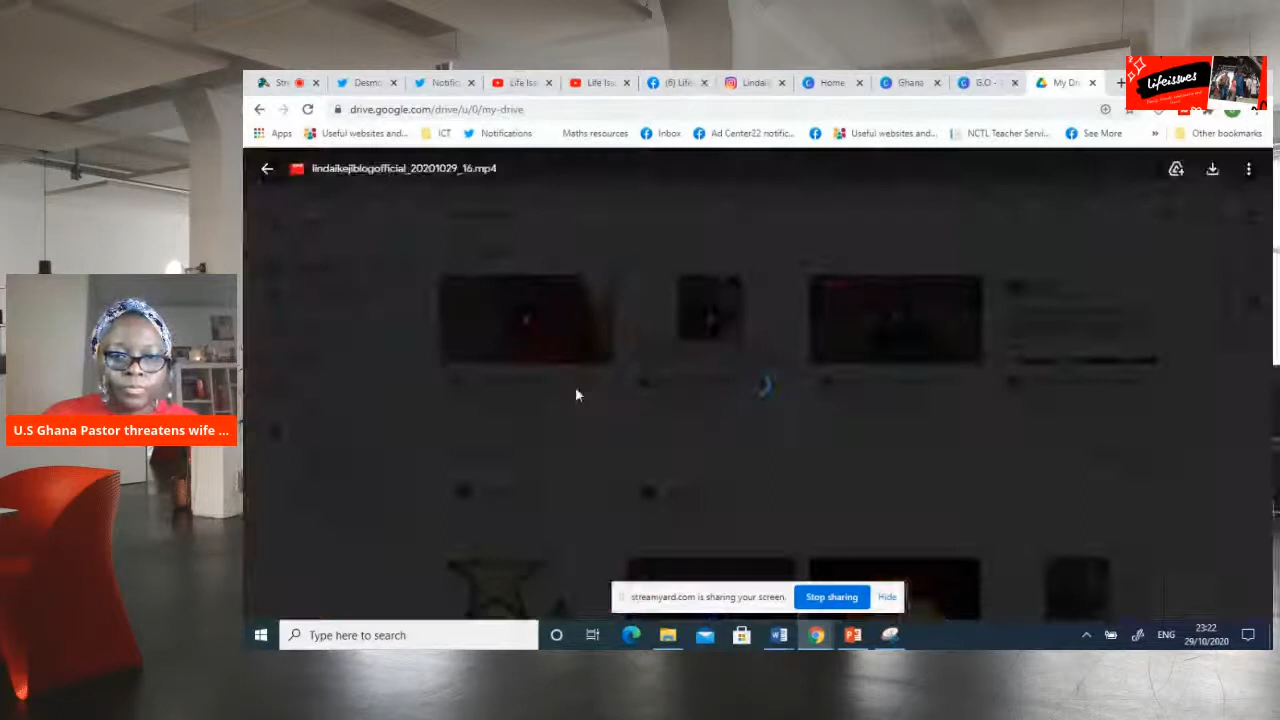 Stre
Desmo
Notific
Life Iss
Life Iss
(6) Life
Lindail
Home
Ghana
G.O -
My Dr
Lifeissues
drive.google.com/drive/u/0/my-drive
Apps
Useful websites and...
ICT
Notifications
Maths resources
Inbox
Ad Center22 notific...
Useful websites and...
NCTL Teacher Servi...
See More
»
Other bookmarks
lindaikejiblogofficial_20201029_16.mp4
U.S Ghana Pastor threatens wife ...
streamyard.com is sharing your screen.
Stop sharing
Hide
Type here to search
ENG
23:22
29/10/2020